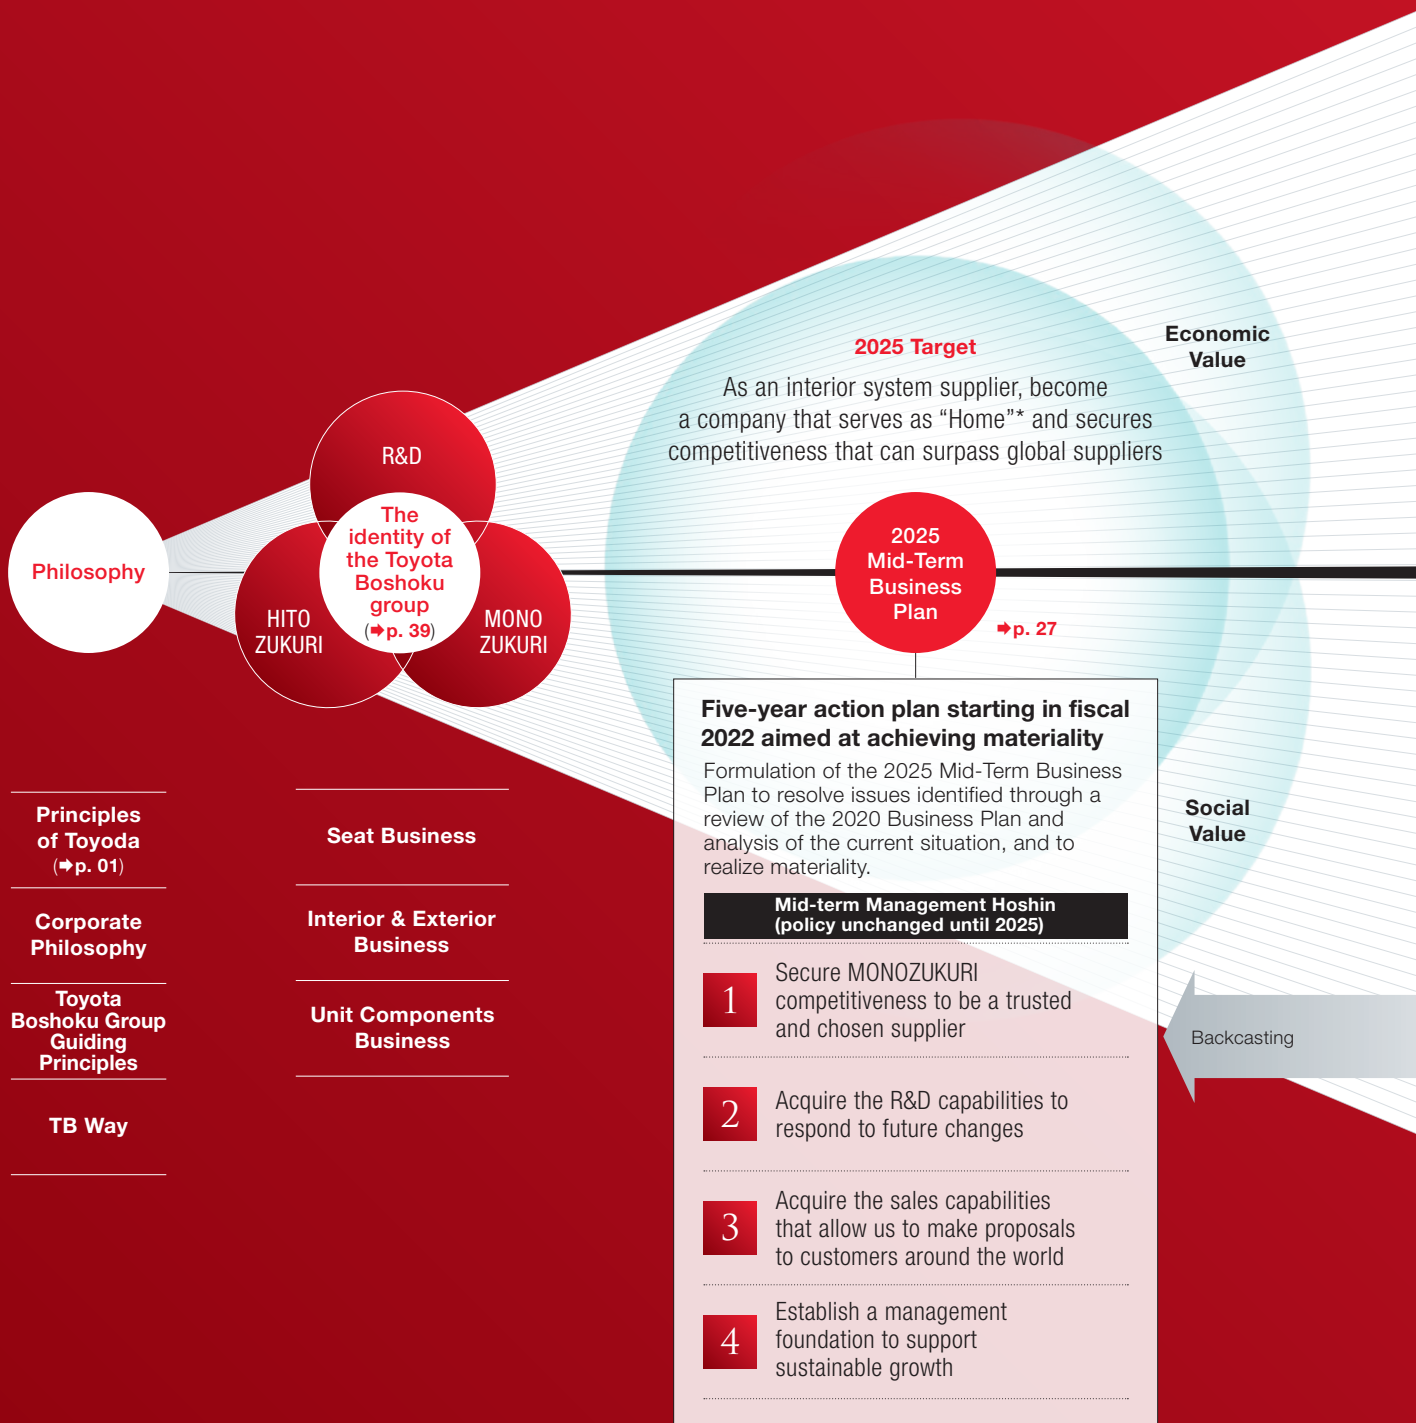 Philosophy
R&D
The
identity of
the Toyota
Boshoku
group
(➡p. 39)
HITO
ZUKURI
MONO
ZUKURI
2025 Target
As an interior system supplier, become
a company that serves as “Home”* and secures
competitiveness that can surpass global suppliers
Economic
Value
2025
Mid-Term
Business
Plan
➡p. 27
Social
Value
Principles
of Toyoda
(➡p. 01)
Corporate
Philosophy
Toyota
Boshoku Group
Guiding
Principles
TB Way
Seat Business
Interior & Exterior
Business
Unit Components
Business
Five-year action plan starting in fiscal
2022 aimed at achieving materiality
Formulation of the 2025 Mid-Term Business
Plan to resolve issues identified through a
review of the 2020 Business Plan and
analysis of the current situation, and to
realize materiality.
Mid-term Management Hoshin
(policy unchanged until 2025)
1
Secure MONOZUKURI
competitiveness to be a trusted
and chosen supplier
2
Acquire the R&D capabilities to
respond to future changes
3
Acquire the sales capabilities
that allow us to make proposals
to customers around the world
4
Establish a management
foundation to support
sustainable growth
Backcasting